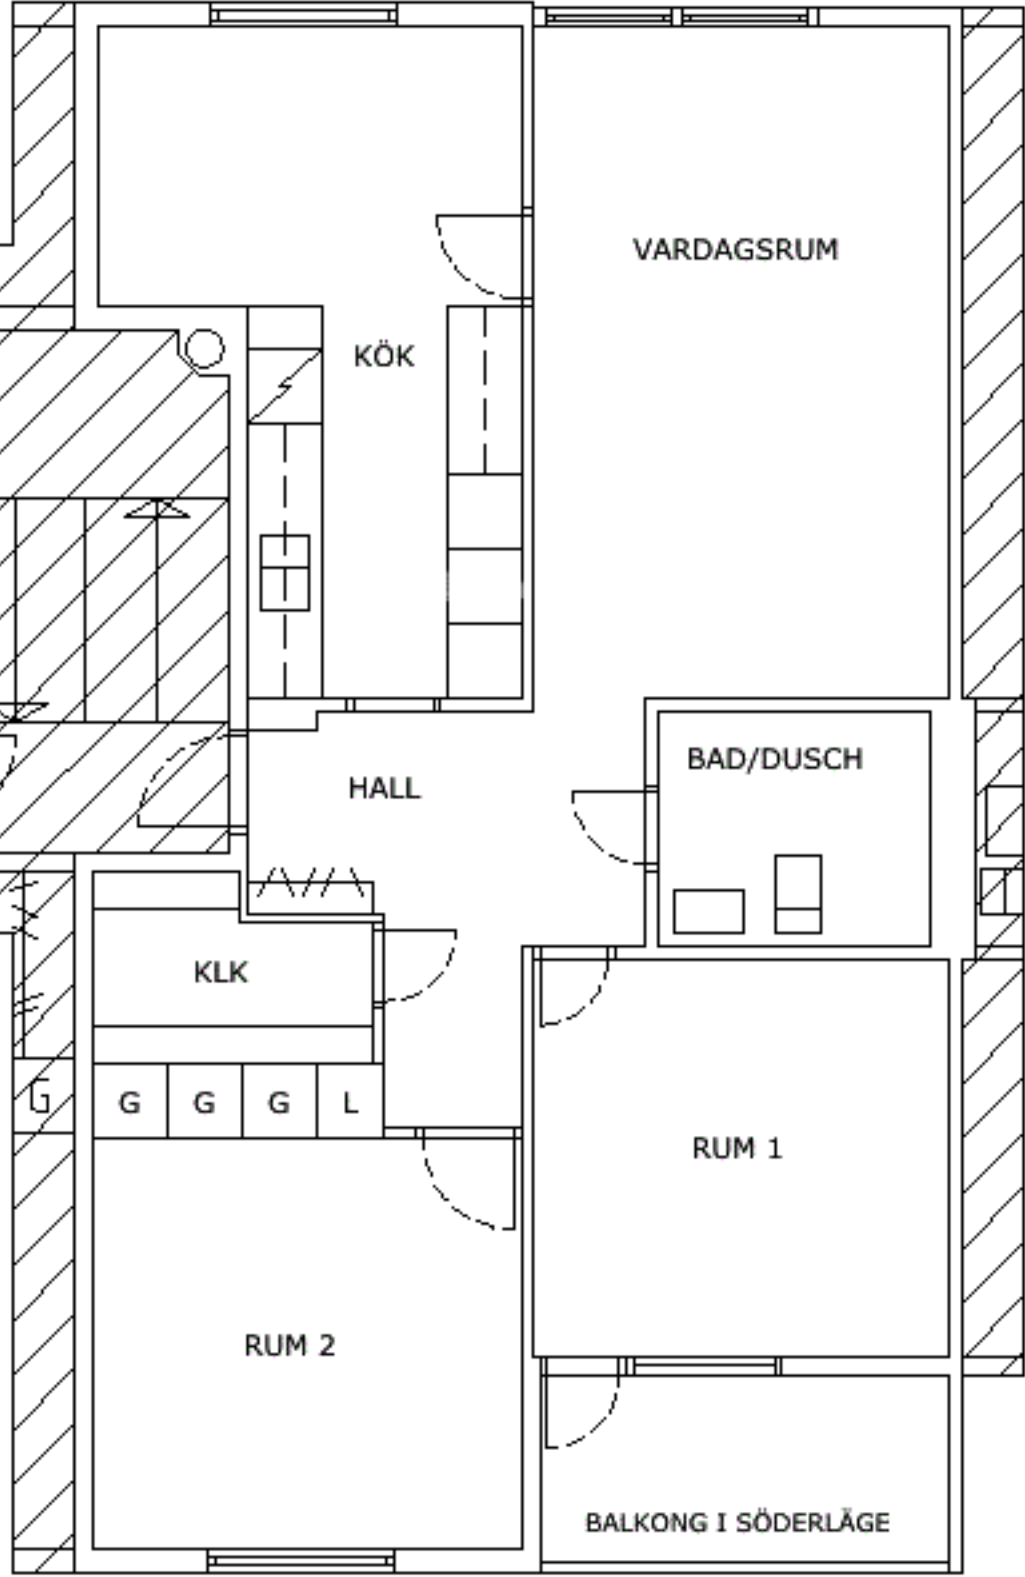 VARDAGSRUM
KÖK
BAD/DUSCH
HALL
KLK
G
G G G L
RUM 1
RUM 2
BALKONG I SÖDERLÄGE